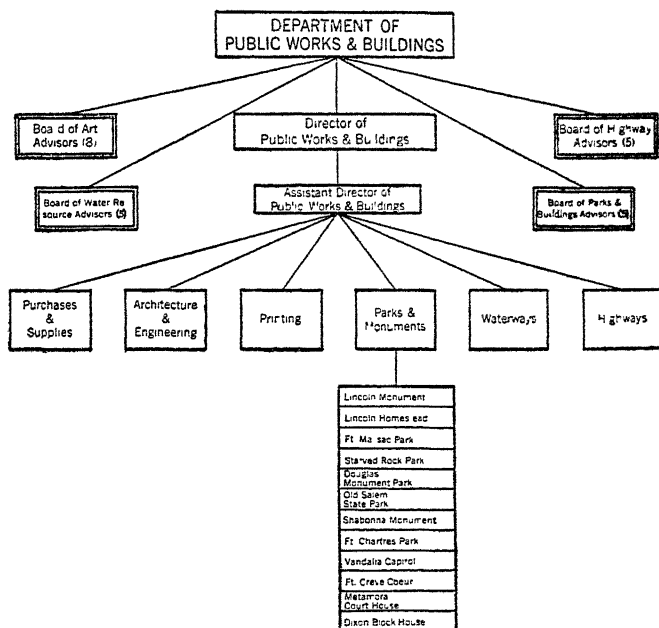 DEPARTMENT OF
PUBLIC WORKS & BUILDINGS
Board of Art
Advisors (8)
Director of
Public Works & Buildings
Board of Highway
Advisors (5)
Board of Water Re
source Advisors (5)
Assistant Director of
Public Works & Buildings
Board of Parks &
Buildings Advisors (5)
Purchases
&
Supplies
Architecture
&
Engineering
Printing
Parks &
Monuments
Waterways
Highways
Lincoln Monument
Lincoln Homestead
Ft. Massac Park
Starved Rock Park
Douglas
Monument Park
Old Salem
State Park
Shabonna Monument
Ft Chartres Park
Vandalia Capitol
Ft. Creve Coeur
Metamora
Court House
Dixon Block House